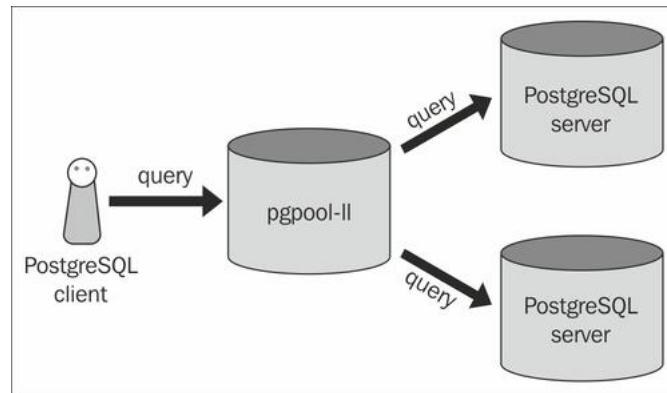 PostgreSQL
client
query
pgpool-II
query
PostgreSQL
server
query
PostgreSQL
server